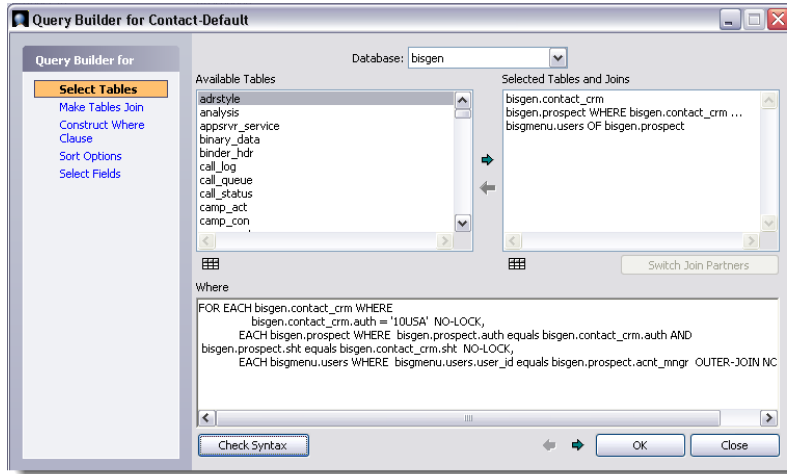 Query Builder for Contact-Default
Query Builder for
Select Tables
Make Tables Join
Construct Where
Clause
Sort Options
Select Fields
Database: bisgen
Available Tables
adrstyle
analysis
appsrvr_service
binary_data
binder_hdr
call_log
call_queue
call_status
camp_act
camp_con
Selected Tables and Joins
bisgen.contact_crm
bisgen.prospect WHERE bisgen.contact_crm ...
bisgmenu.users OF bisgen.prospect
Switch Join Partners
Where
FOR EACH bisgen.contact_crm WHERE
bisgen.contact_crm.auth = '10USA' NO-LOCK,
EACH bisgen.prospect WHERE bisgen.prospect.auth equals bisgen.contact_crm.auth AND
bisgen.prospect.sht equals bisgen.contact_crm.sht NO-LOCK,
EACH bisgmenu.users WHERE bisgmenu.users.user_id equals bisgen.prospect.acnt_mngr OUTER-JOIN NO
Check Syntax
OK
Close